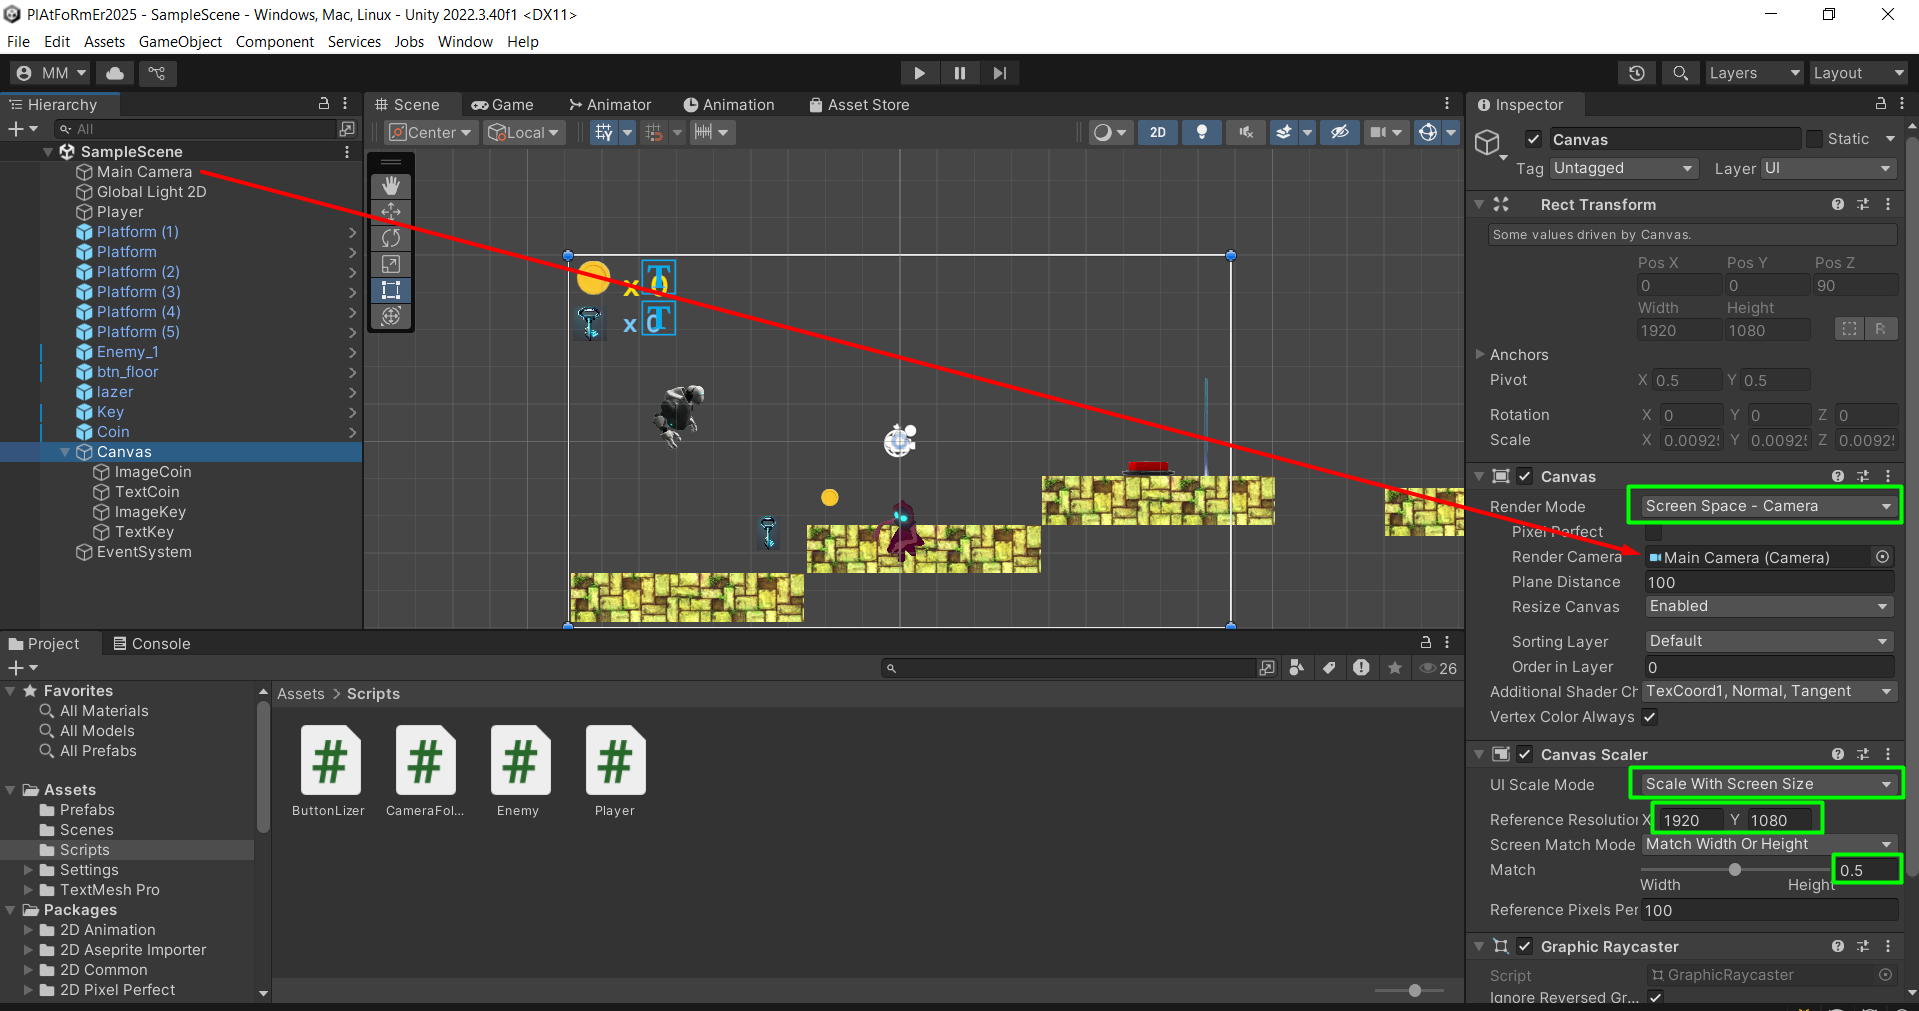 PlAtFoRmEr2025 - SampleScene - Windows, Mac, Linux - Unity 2022.3.40f1 <DX11>
File Edit Assets GameObject Component Services Jobs Window Help
MM Layers Layout
Hierarchy
All
SampleScene
Main Camera
Global Light 2D
Player
Platform (1)
Platform
Platform (2)
Platform (3)
Platform (4)
Platform (5)
Enemy_1
btn_floor
lazer
Key
Coin
Canvas
ImageCoin
TextCoin
ImageKey
TextKey
EventSystem
Scene Game Animator Animation Asset Store
Center Local 2D
x 0
x 0
Inspector
Canvas Static
Tag Untagged Layer UI
Rect Transform
Some values driven by Canvas.
Pos X Pos Y Pos Z
0 0 90
Width Height
1920 1080 R
Anchors
Pivot X 0.5 Y 0.5
Rotation X 0 Y 0 Z 0
Scale X 0.00925 Y 0.00925 Z 0.00925
Canvas
Render Mode Screen Space - Camera
Pixel Perfect
Render Camera Main Camera (Camera)
Plane Distance 100
Resize Canvas Enabled
Sorting Layer Default
Order in Layer 0
Additional Shader Ch TexCoord1, Normal, Tangent
Vertex Color Always
Canvas Scaler
UI Scale Mode Scale With Screen Size
Reference Resolution X 1920 Y 1080
Screen Match Mode Match Width Or Height
Match 0.5
Width Height
Reference Pixels Per 100
Graphic Raycaster
Script GraphicRaycaster
Ignore Reversed Gr...
Project Console
26
Favorites
All Materials
All Models
All Prefabs
Assets
Prefabs
Scenes
Scripts
Settings
TextMesh Pro
Packages
2D Animation
2D Aseprite Importer
2D Common
2D Pixel Perfect
Assets > Scripts
ButtonLizer CameraFol... Enemy Player